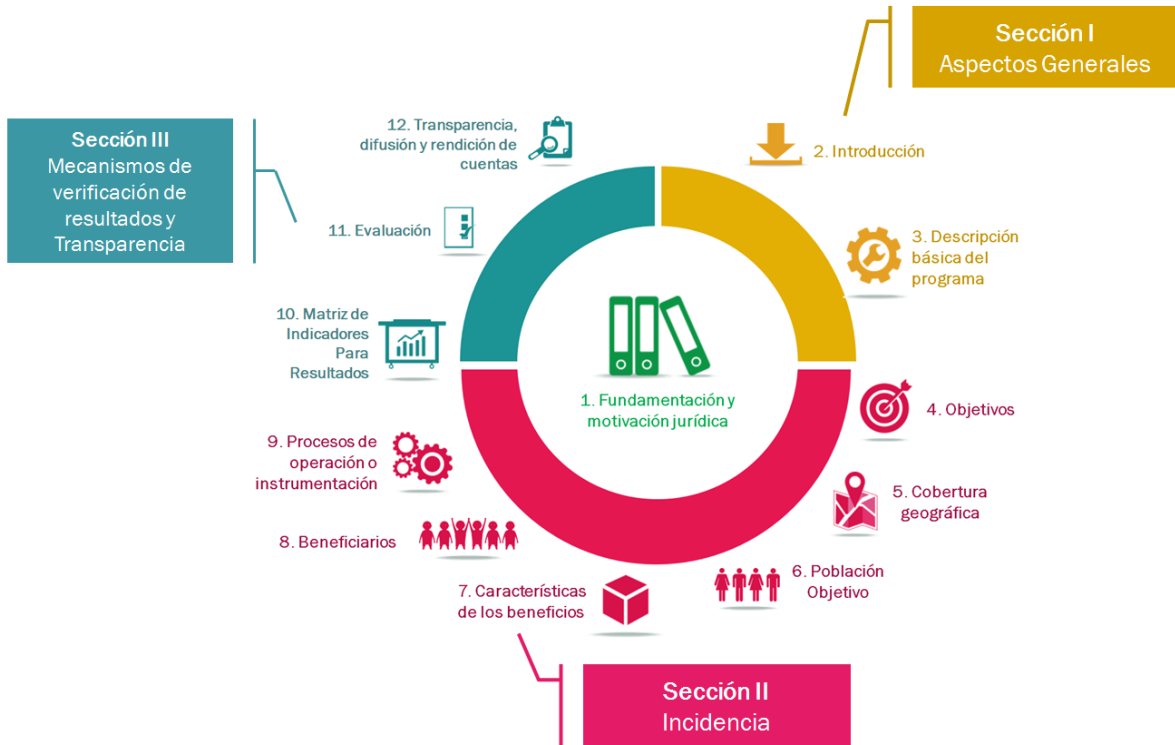 Sección I
Aspectos Generales
Sección III
Mecanismos de
verificación de
resultados y
Transparencia
12. Transparencia,
difusión y rendición de
cuentas
2. Introducción
11. Evaluación
3. Descripción
básica del
programa
10. Matriz de
Indicadores
Para
Resultados
1. Fundamentación y
motivación jurídica
4. Objetivos
9. Procesos de
operación o
instrumentación
5. Cobertura
geográfica
8. Beneficiarios
6. Población
Objetivo
7. Características
de los beneficios
Sección II
Incidencia